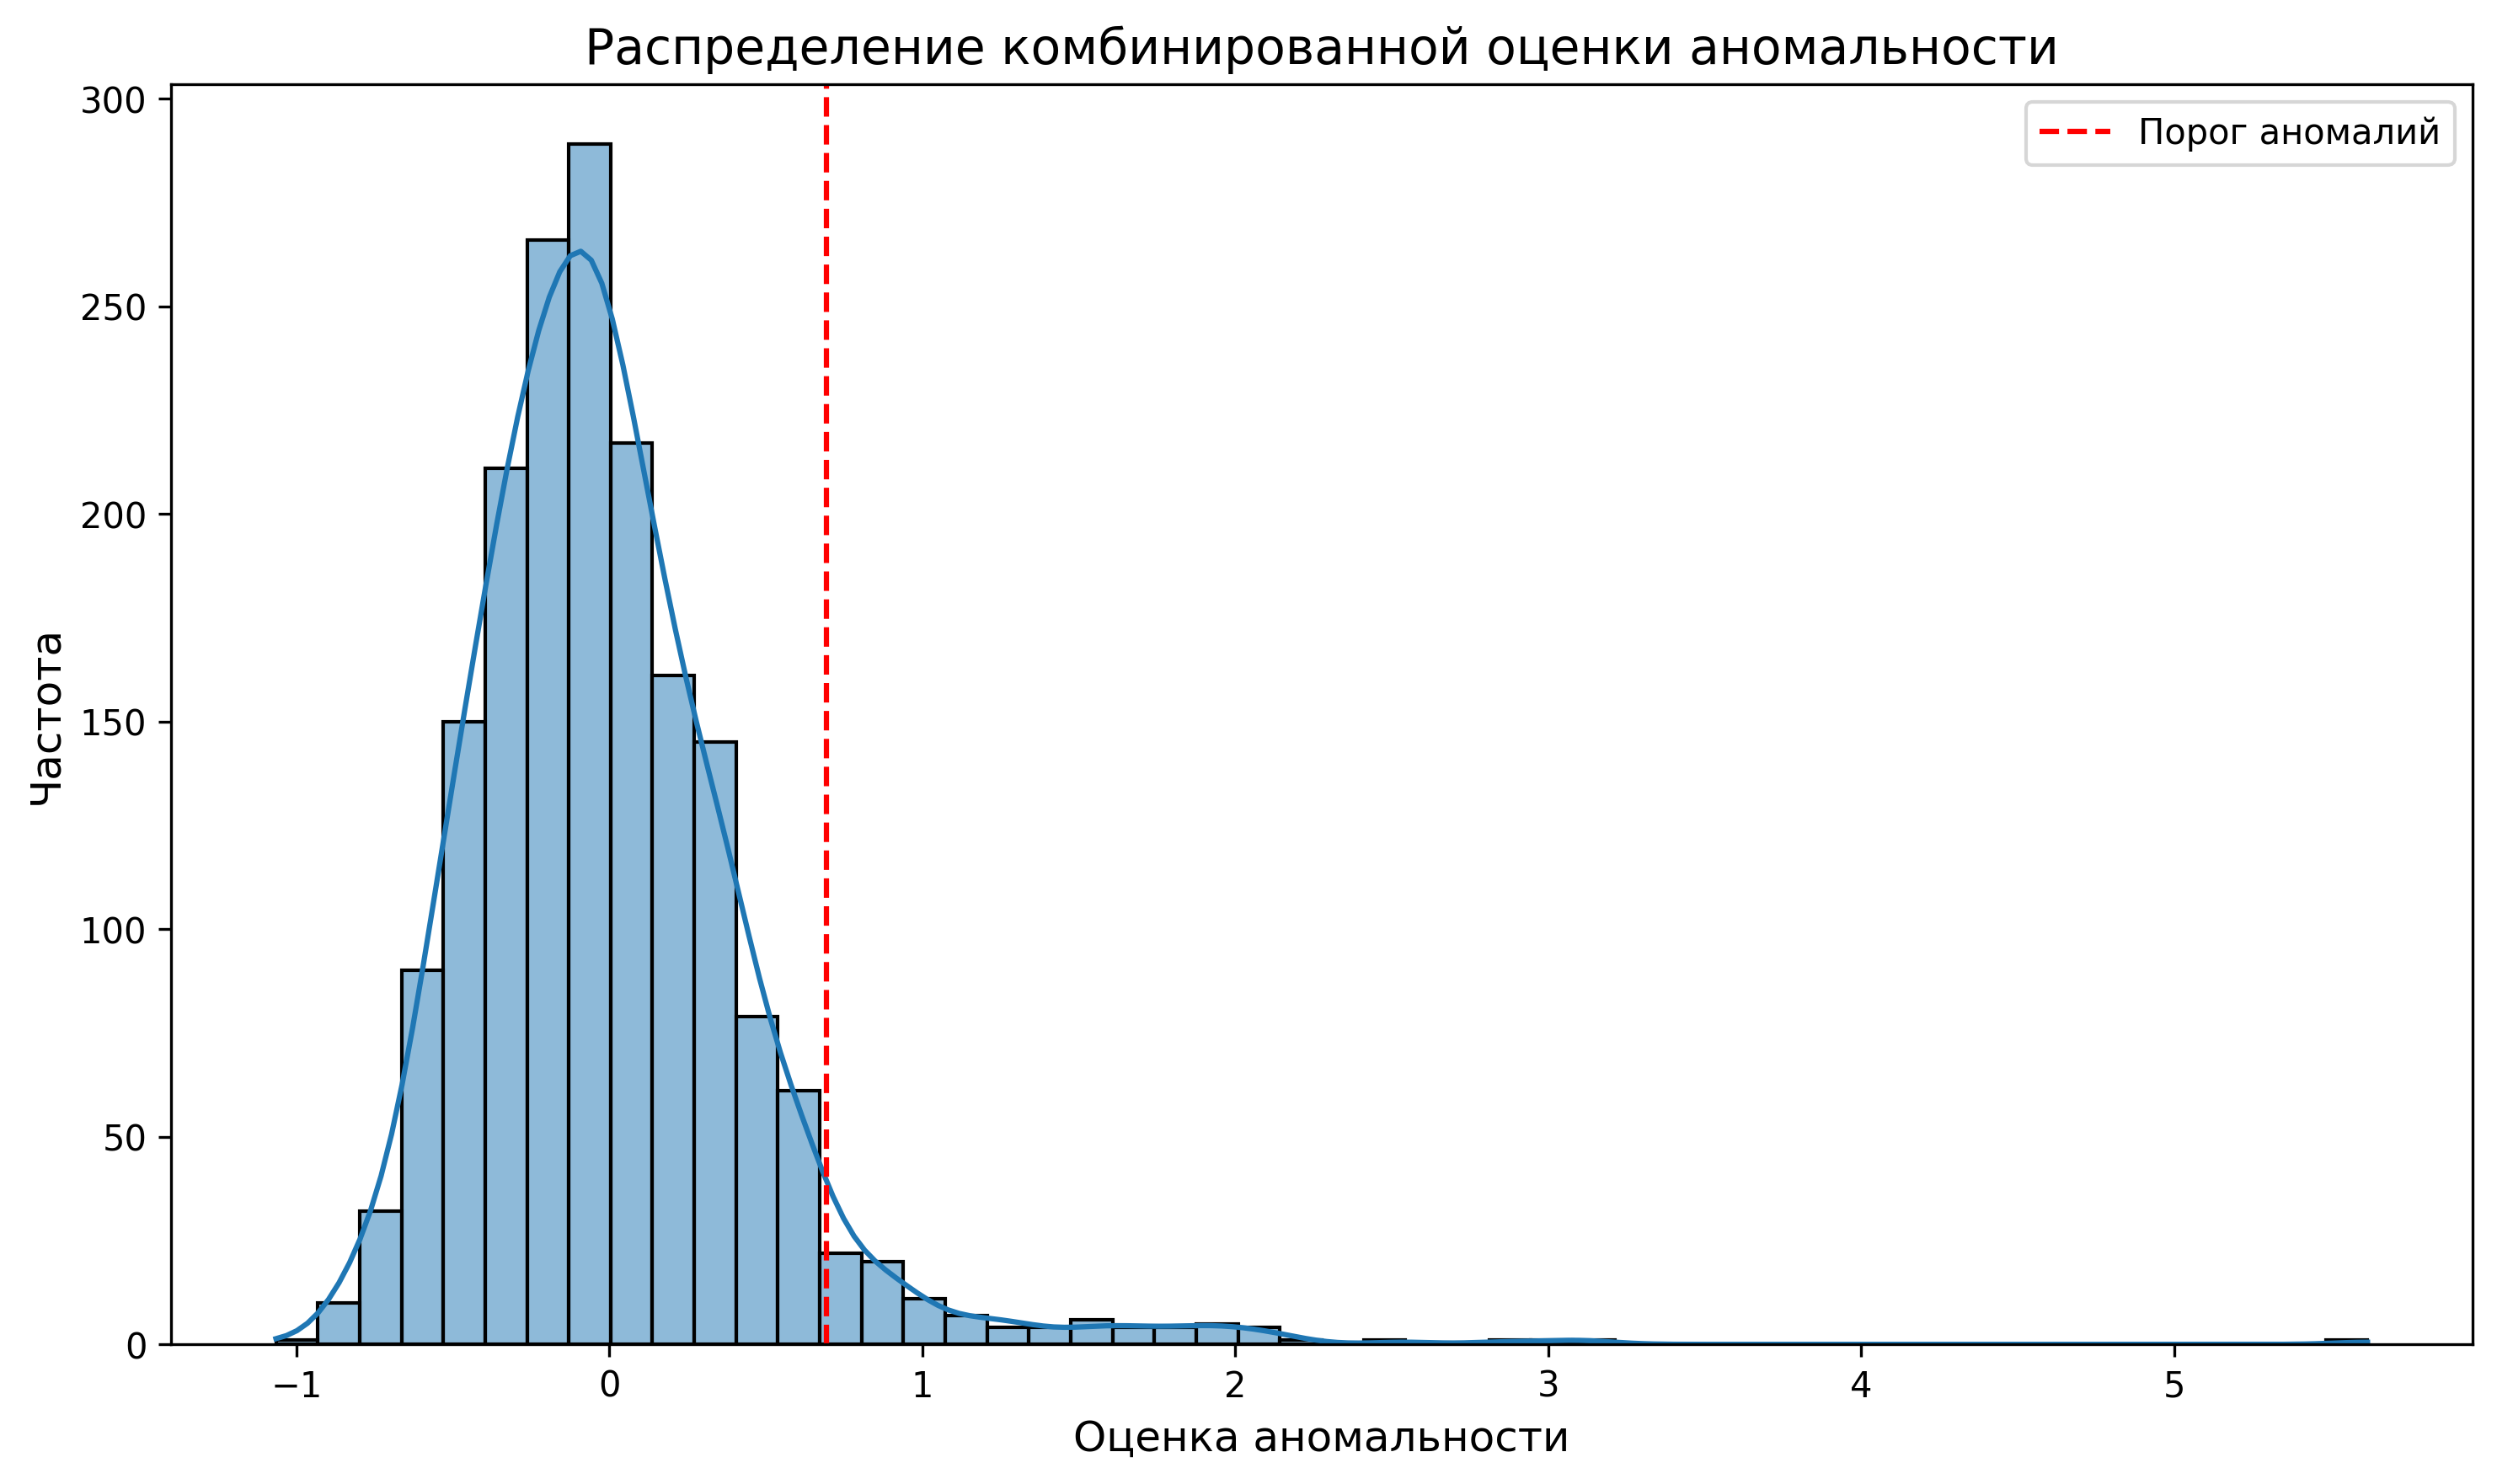 Распределение комбинированной оценки аномальности
Порог аномалий
Частота
300
250
200
150
100
50
0
−1 0 1 2 3 4 5
Оценка аномальности